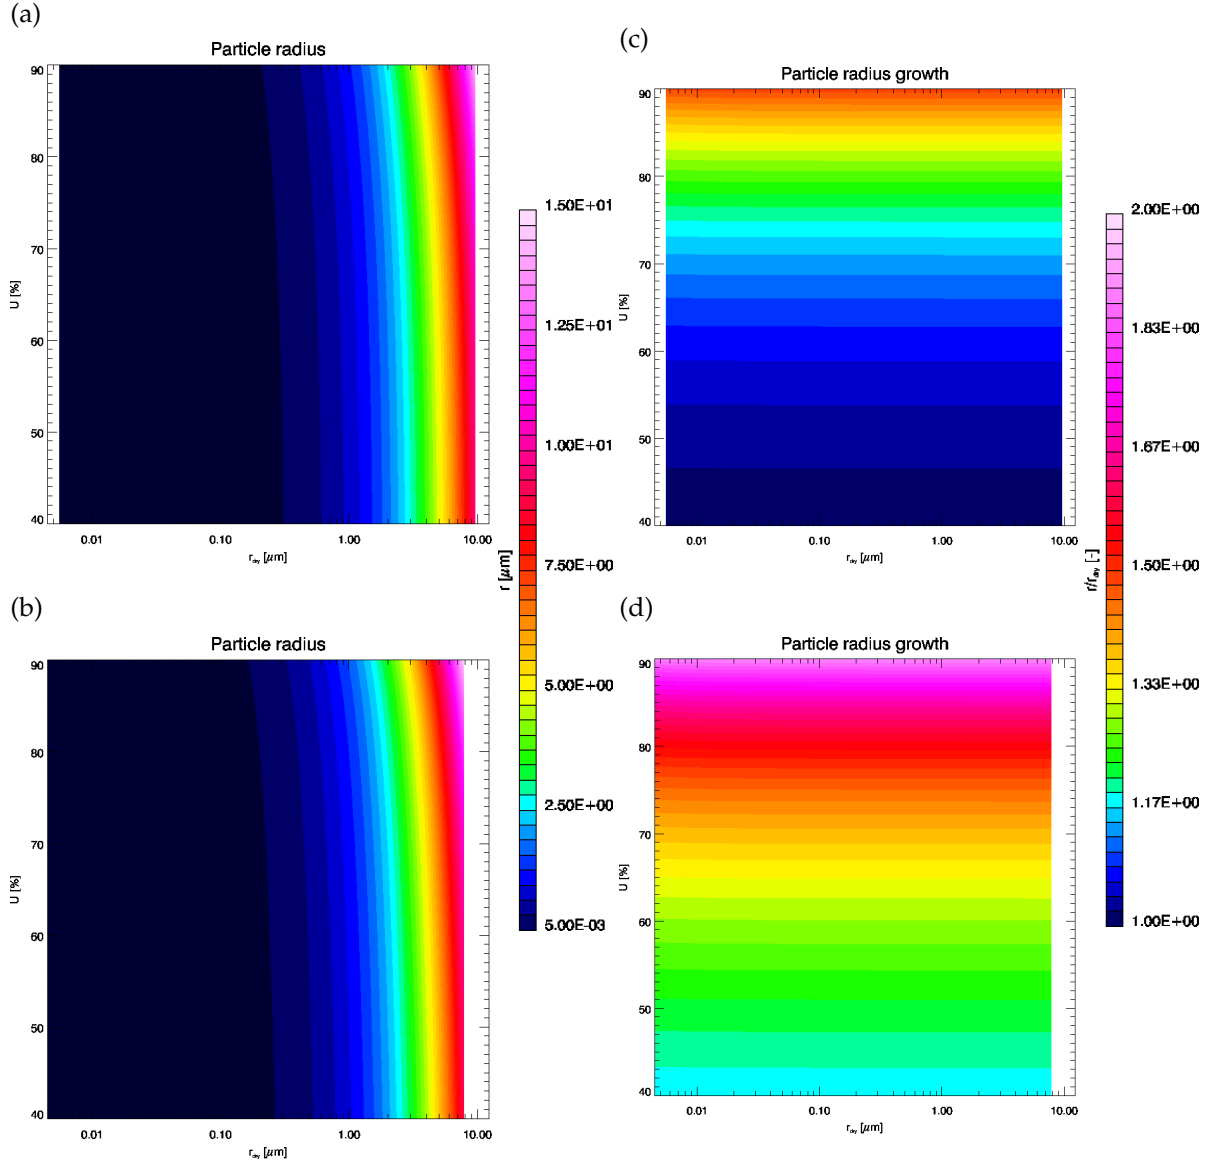 (a)
Particle radius
90
80
70
60
50
40
U [%]
0.01 0.10 1.00 10.00
r_dry [μm]
(b)
Particle radius
90
80
70
60
50
40
U [%]
0.01 0.10 1.00 10.00
r_dry [μm]
1.50E+01
1.25E+01
1.00E+01
7.50E+00
5.00E+00
2.50E+00
5.00E-03
r [μm]
(c)
Particle radius growth
90
80
70
60
50
40
U [%]
0.01 0.10 1.00 10.00
r_dry [μm]
(d)
Particle radius growth
90
80
70
60
50
40
U [%]
0.01 0.10 1.00 10.00
r_dry [μm]
2.00E+00
1.83E+00
1.67E+00
1.50E+00
1.33E+00
1.17E+00
1.00E+00
r/r_dry [-]